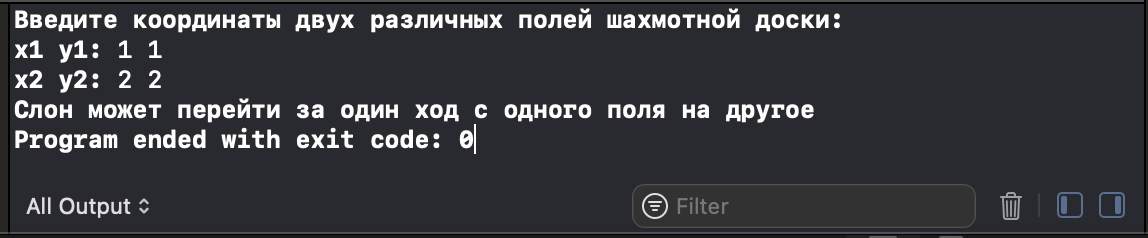 Введите координаты двух различных полей шахмотной доски:
x1 y1: 1 1
x2 y2: 2 2
Слон может перейти за один ход с одного поля на другое
Program ended with exit code: 0
All Output
Filter